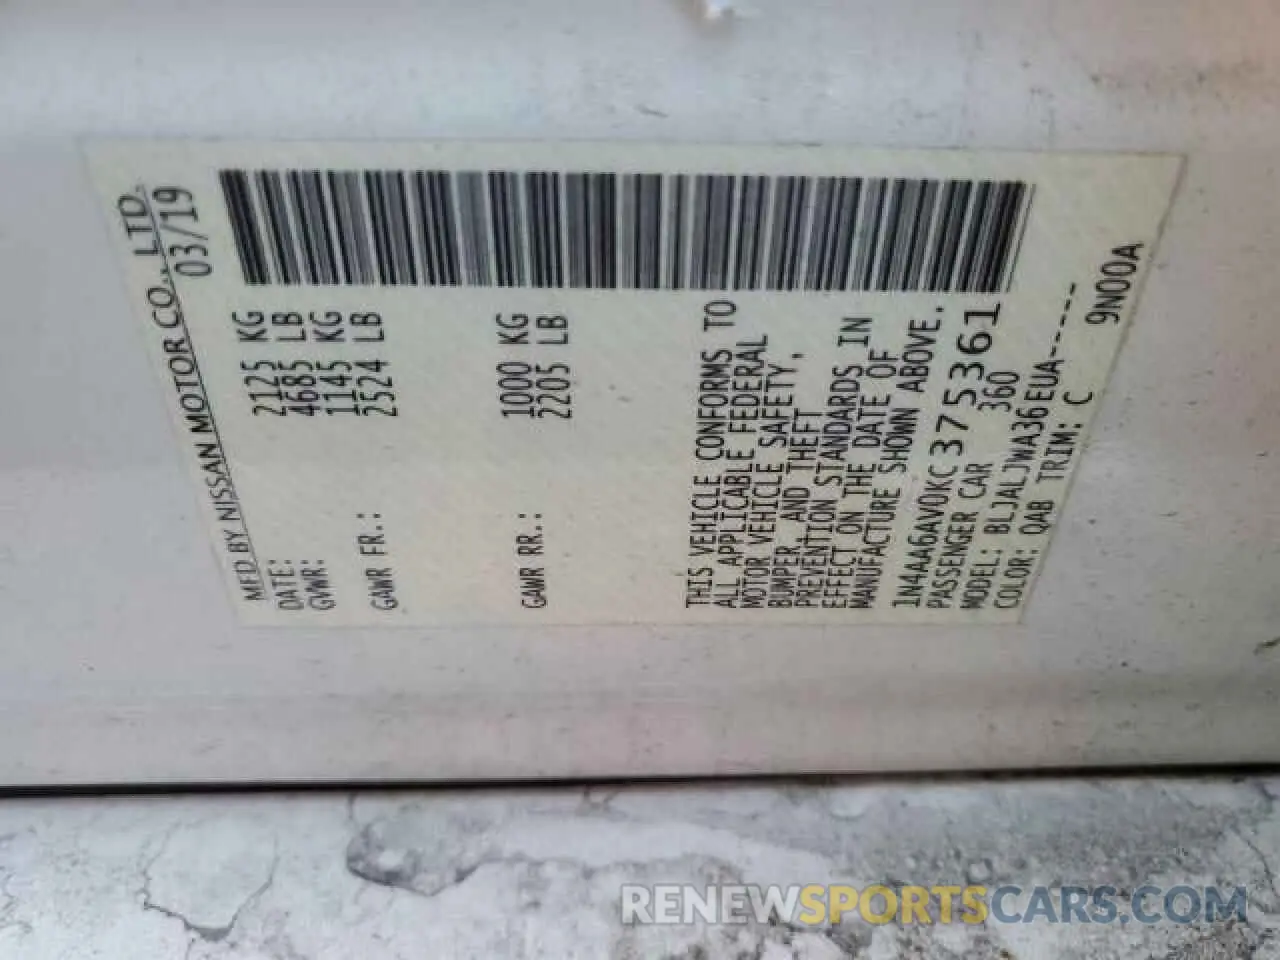 MFD BY NISSAN MOTOR CO., LTD.
DATE: 03/19
GVWR: 2125 KG
4685 LB
GAWR FR.: 1145 KG
2524 LB
GAWR RR.: 1000 KG
2205 LB
THIS VEHICLE CONFORMS TO
ALL APPLICABLE FEDERAL
MOTOR VEHICLE SAFETY,
BUMPER, AND THEFT
PREVENTION STANDARDS IN
EFFECT ON THE DATE OF
MANUFACTURE SHOWN ABOVE.
1N4AA6AV0KC375361
PASSENGER CAR 360
MODEL: BLJALJWA36EUA-----
COLOR: QAB TRIM: C 9N00A
RENEWSPORTSCARS.COM